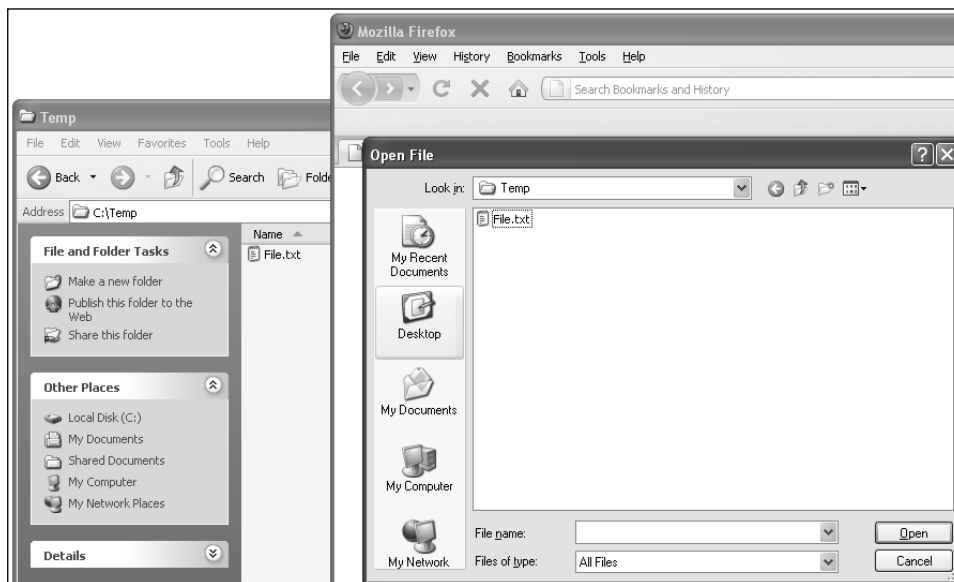 Temp
File Edit View Favorites Tools Help
Back Search
Address C:\Temp
File and Folder Tasks
Make a new folder
Publish this folder to the
Web
Share this folder
Other Places
Local Disk (C:)
My Documents
Shared Documents
My Computer
My Network Places
Details
Name
File.txt
Mozilla Firefox
File Edit View History Bookmarks Tools Help
Search Bookmarks and History
Open File
Look in: Temp
File.txt
My Recent
Documents
Desktop
My Documents
My Computer
My Network
File name:
Open
Files of type: All Files
Cancel